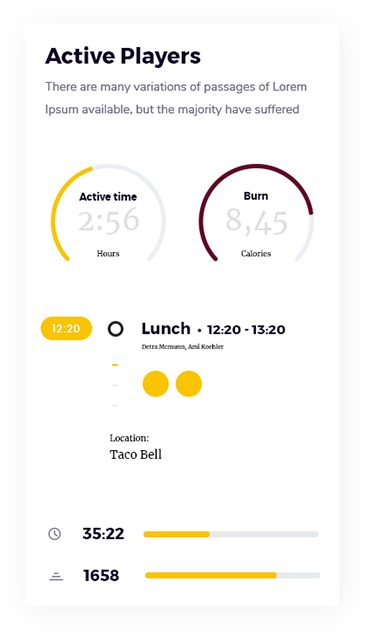 Active Players
There are many variations of passages of Lorem
Ipsum available, but the majority have suffered
Active time
2:56
Hours
Burn
8,45
Calories
12:20
Lunch • 12:20 - 13:20
Detra Mcmunn, Ami Koehler
Location:
Taco Bell
35:22
1658